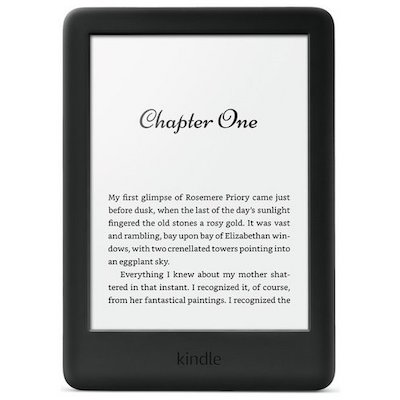 Chapter One
My first glimpse of Rosemere Priory came just
before dusk, when the last of the day's sunlight
fingered the old stones a rosy gold. It was vast
and rambling, bay upon bay of Elizabethan win-
dows, with two crenellated towers pointing into
an eggplant sky.
Everything I knew about my mother shat-
tered in that instant. I recognized it, of course,
from her fantastical paintings. I recognized the
kindle